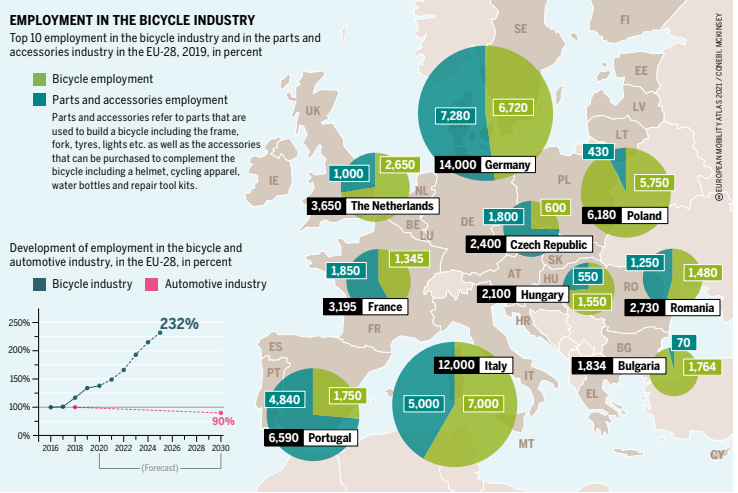 EMPLOYMENT IN THE BICYCLE INDUSTRY
Top 10 employment in the bicycle industry and in the parts and
accessories industry in the EU-28, 2019, in percent
Bicycle employment
Parts and accessories employment
Parts and accessories refer to parts that are
used to build a bicycle including the frame,
fork, tyres, lights etc. as well as the accessories
that can be purchased to complement the
bicycle including a helmet, cycling apparel,
water bottles and repair tool kits.
SE
FI
EE
LV
LT
UK
IE
NL
BE
LU
DE
PL
SK
AT
HU
RO
HR
FR
ES
PT
IT
BG
EL
MT
CY
7,280
6,720
14,000 Germany
1,000
2,650
3,650 The Netherlands
430
5,750
6,180 Poland
1,800
600
2,400 Czech Republic
1,850
1,345
3,195 France
550
1,550
2,100 Hungary
1,250
1,480
2,730 Romania
70
1,764
1,834 Bulgaria
12,000 Italy
5,000
7,000
4,840
1,750
6,590 Portugal
Development of employment in the bicycle and
automotive industry, in the EU-28, in percent
Bicycle industry
Automotive industry
250%
200%
150%
100%
0%
232%
90%
2016 2018 2020 2022 2024 2026 2028 2030
(Forecast)
© EUROPEAN MOBILITY ATLAS 2021 / CONEBI, MCKINSEY